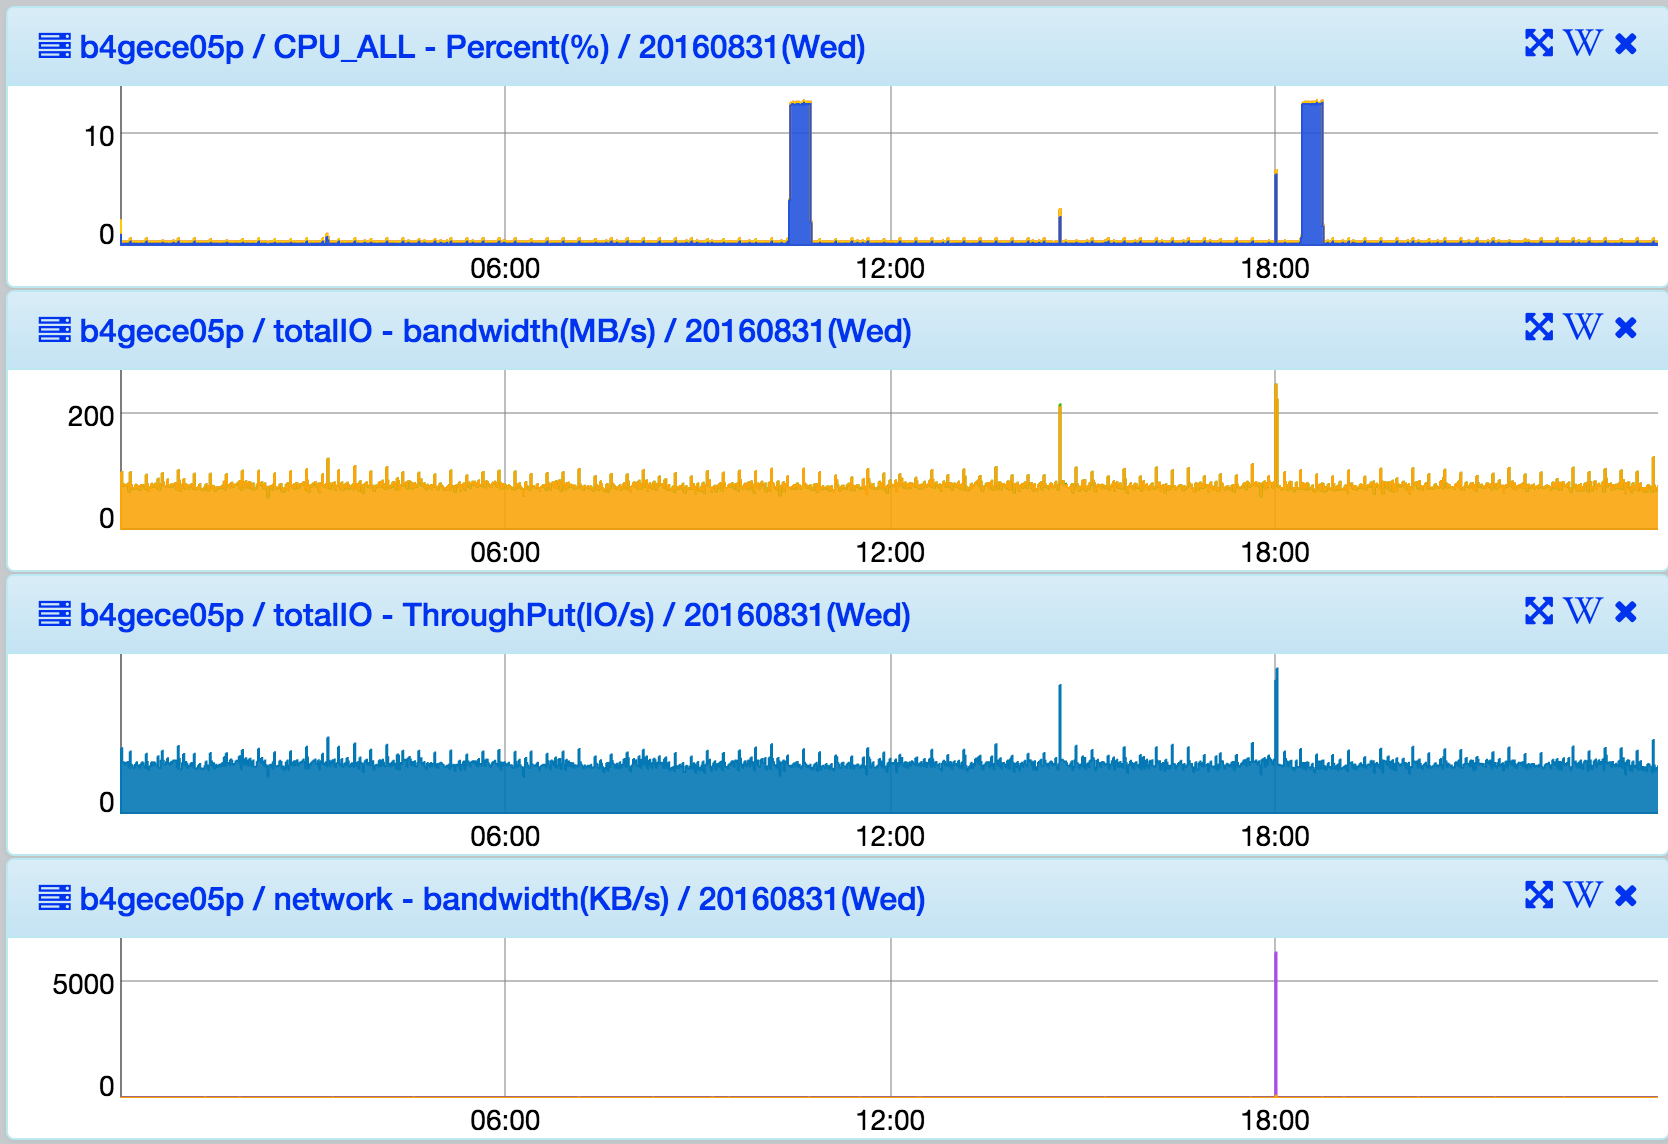 b4gece05p / CPU_ALL - Percent(%) / 20160831(Wed) W
10
0
06:00 12:00 18:00
b4gece05p / totalIO - bandwidth(MB/s) / 20160831(Wed) W
200
0
06:00 12:00 18:00
b4gece05p / totalIO - ThroughPut(IO/s) / 20160831(Wed) W
0
06:00 12:00 18:00
b4gece05p / network - bandwidth(KB/s) / 20160831(Wed) W
5000
0
06:00 12:00 18:00